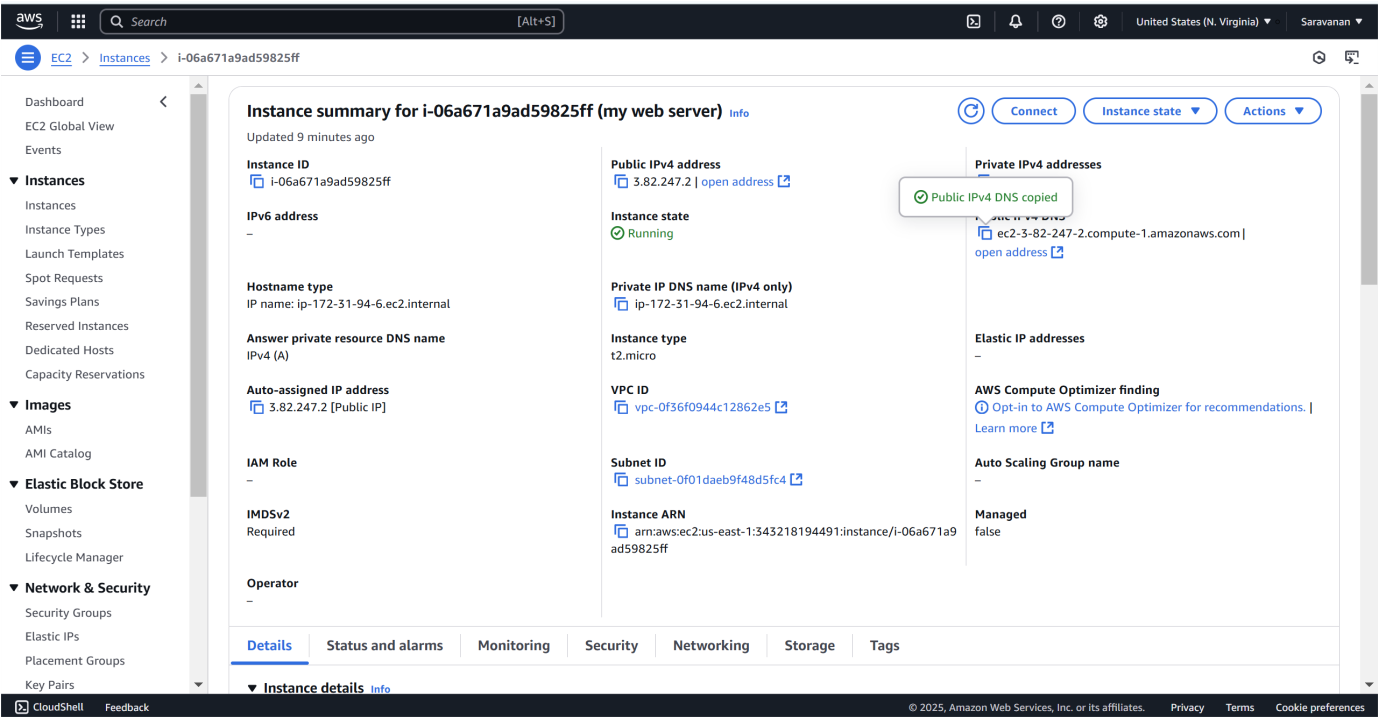 aws
Search
[Alt+S]
United States (N. Virginia) ▼
Saravanan ▼
EC2 > Instances > i-06a671a9ad59825ff
Dashboard
EC2 Global View
Events
▼ Instances
Instances
Instance Types
Launch Templates
Spot Requests
Savings Plans
Reserved Instances
Dedicated Hosts
Capacity Reservations
▼ Images
AMIs
AMI Catalog
▼ Elastic Block Store
Volumes
Snapshots
Lifecycle Manager
▼ Network & Security
Security Groups
Elastic IPs
Placement Groups
Key Pairs
Instance summary for i-06a671a9ad59825ff (my web server) Info
Connect
Instance state ▼
Actions ▼
Updated 9 minutes ago
Instance ID
i-06a671a9ad59825ff
Public IPv4 address
3.82.247.2 | open address
Private IPv4 addresses
Public IPv4 DNS copied
IPv6 address
–
Instance state
Running
Public IPv4 DNS
ec2-3-82-247-2.compute-1.amazonaws.com |
open address
Hostname type
IP name: ip-172-31-94-6.ec2.internal
Private IP DNS name (IPv4 only)
ip-172-31-94-6.ec2.internal
Answer private resource DNS name
IPv4 (A)
Instance type
t2.micro
Elastic IP addresses
–
Auto-assigned IP address
3.82.247.2 [Public IP]
VPC ID
vpc-0f36f0944c12862e5
AWS Compute Optimizer finding
Opt-in to AWS Compute Optimizer for recommendations. |
Learn more
IAM Role
–
Subnet ID
subnet-0f01daeb9f48d5fc4
Auto Scaling Group name
–
IMDSv2
Required
Instance ARN
arn:aws:ec2:us-east-1:343218194491:instance/i-06a671a9
ad59825ff
Managed
false
Operator
–
Details
Status and alarms
Monitoring
Security
Networking
Storage
Tags
▼ Instance details Info
CloudShell
Feedback
© 2025, Amazon Web Services, Inc. or its affiliates.
Privacy
Terms
Cookie preferences